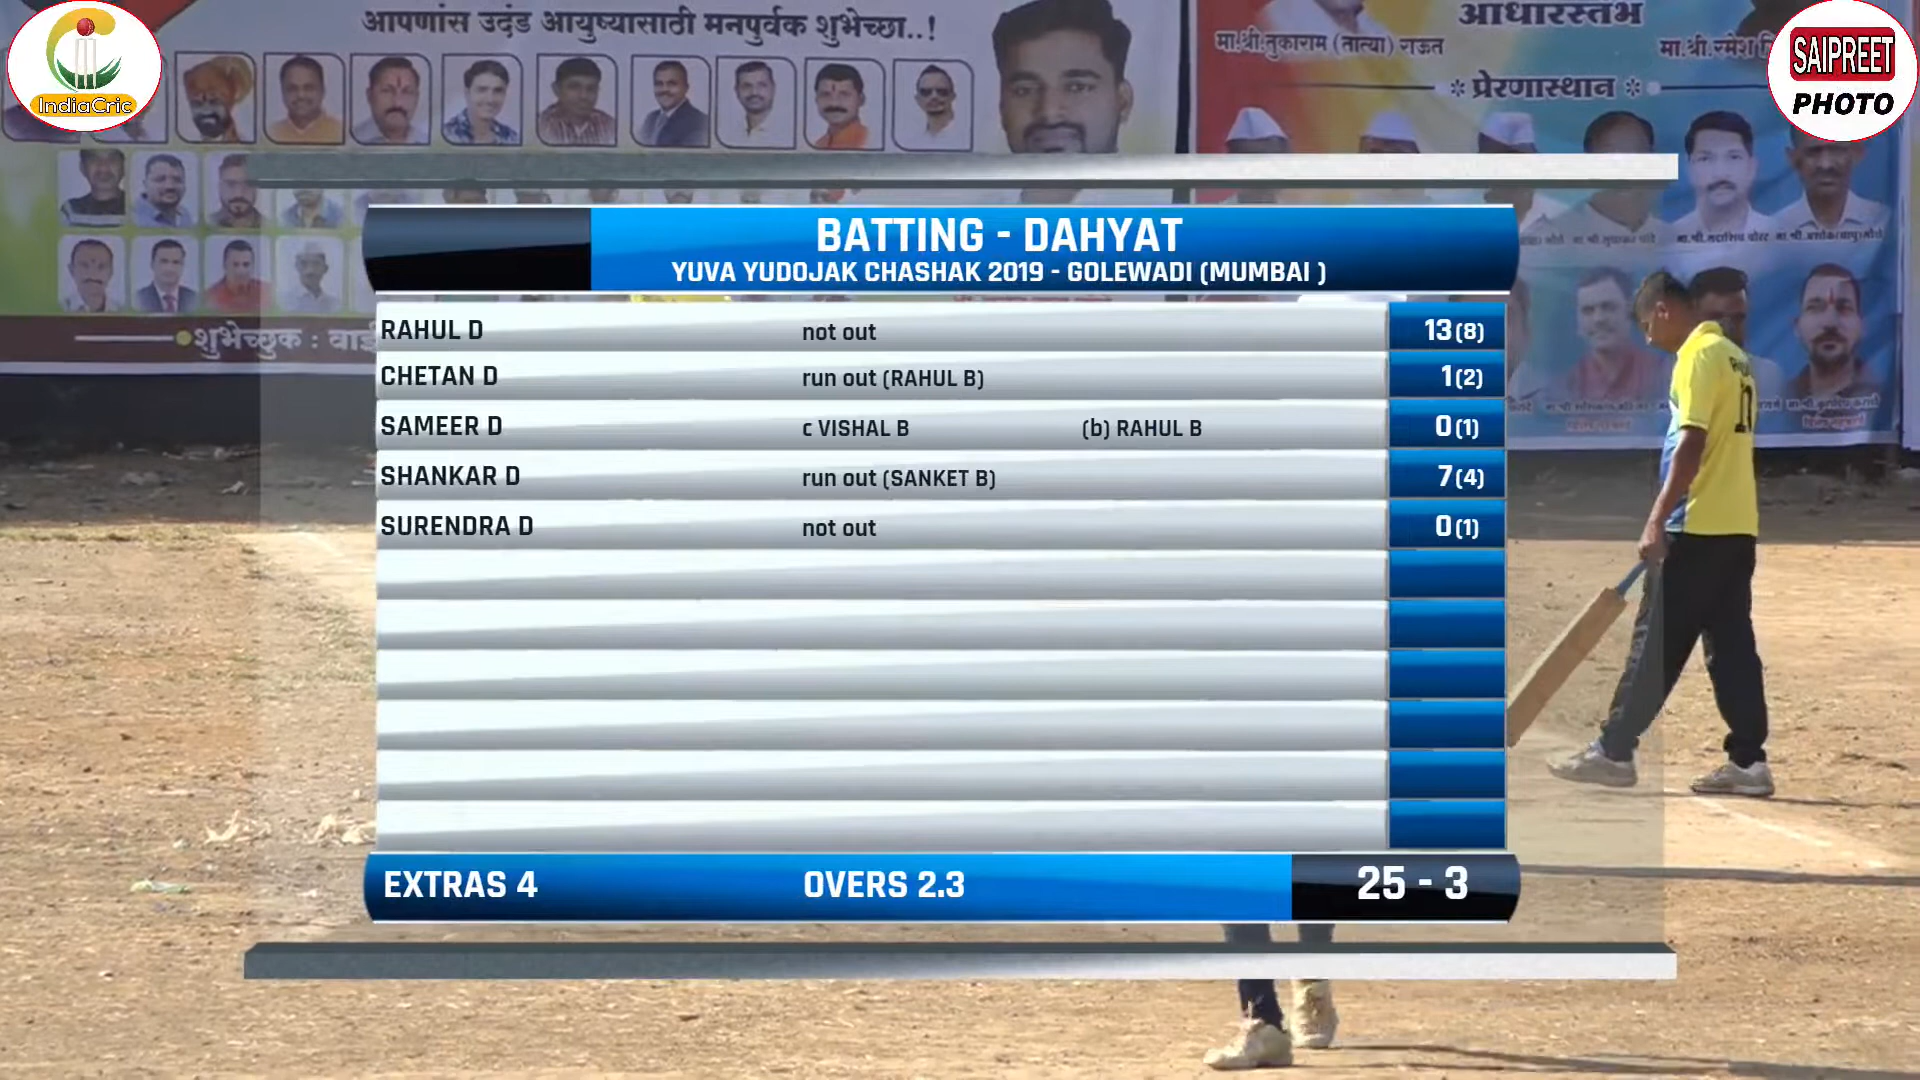 आपणांस उदंड आयुष्यासाठी मनपुर्वक शुभेच्छा..!
आधारस्तंभ
मा.श्री.तुकाराम (तात्या) राऊत
मा.श्री.रमेश
प्रेरणास्थान
IndiaCric
SAIPREET
PHOTO
BATTING - DAHYAT
YUVA YUDOJAK CHASHAK 2019 - GOLEWADI (MUMBAI )
शुभेच्छुक :
RAHUL D not out 13(8)
CHETAN D run out (RAHUL B) 1(2)
SAMEER D c VISHAL B (b) RAHUL B 0(1)
SHANKAR D run out (SANKET B) 7(4)
SURENDRA D not out 0(1)
EXTRAS 4 OVERS 2.3 25 - 3